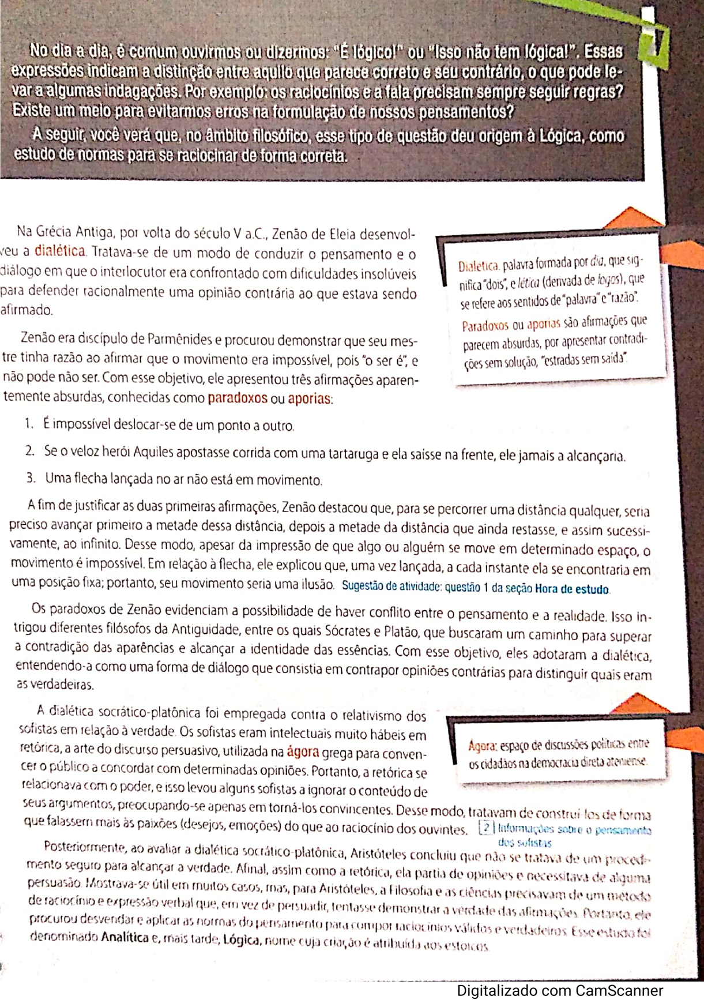 No dia a dia, é comum ouvirmos ou dizermos: "É lógico!" ou "Isso não tem lógica!". Essas
expressões indicam a distinção entre aquilo que parece correto e seu contrário, o que pode le-
var a algumas indagações. Por exemplo: os raciocínios e a fala precisam sempre seguir regras?
Existe um meio para evitarmos erros na formulação de nossos pensamentos?
A seguir, você verá que, no âmbito filosófico, esse tipo de questão deu origem à Lógica, como
estudo de normas para se raciocinar de forma correta.
Na Grécia Antiga, por volta do século V a.C., Zenão de Eleia desenvol-
veu a dialética. Tratava-se de um modo de conduzir o pensamento e o
diálogo em que o interlocutor era confrontado com dificuldades insolúveis
para defender racionalmente uma opinião contrária ao que estava sendo
afirmado.
Dialética: palavra formada por dia, que sig-
nifica "dois", e lética (derivada de logos), que
se refere aos sentidos de "palavra" e "razão".
Paradoxos ou aporias são afirmações que
parecem absurdas, por apresentar contradi-
ções sem solução, "estradas sem saída".
Zenão era discípulo de Parmênides e procurou demonstrar que seu mes-
tre tinha razão ao afirmar que o movimento era impossível, pois "o ser é", e
não pode não ser. Com esse objetivo, ele apresentou três afirmações aparen-
temente absurdas, conhecidas como paradoxos ou aporias:
1. É impossível deslocar-se de um ponto a outro.
2. Se o veloz herói Aquiles apostasse corrida com uma tartaruga e ela saísse na frente, ele jamais a alcançaria.
3. Uma flecha lançada no ar não está em movimento.
A fim de justificar as duas primeiras afirmações, Zenão destacou que, para se percorrer uma distância qualquer, seria
preciso avançar primeiro a metade dessa distância, depois a metade da distância que ainda restasse, e assim sucessi-
vamente, ao infinito. Desse modo, apesar da impressão de que algo ou alguém se move em determinado espaço, o
movimento é impossível. Em relação à flecha, ele explicou que, uma vez lançada, a cada instante ela se encontraria em
uma posição fixa; portanto, seu movimento seria uma ilusão. Sugestão de atividade: questão 1 da seção Hora de estudo.
Os paradoxos de Zenão evidenciam a possibilidade de haver conflito entre o pensamento e a realidade. Isso in-
trigou diferentes filósofos da Antiguidade, entre os quais Sócrates e Platão, que buscaram um caminho para superar
a contradição das aparências e alcançar a identidade das essências. Com esse objetivo, eles adotaram a dialética,
entendendo-a como uma forma de diálogo que consistia em contrapor opiniões contrárias para distinguir quais eram
as verdadeiras.
A dialética socrático-platônica foi empregada contra o relativismo dos
sofistas em relação à verdade. Os sofistas eram intelectuais muito hábeis em
retórica, a arte do discurso persuasivo, utilizada na ágora grega para conven-
cer o público a concordar com determinadas opiniões. Portanto, a retórica se
relacionava com o poder, e isso levou alguns sofistas a ignorar o conteúdo de
seus argumentos, preocupando-se apenas em torná-los convincentes. Desse modo, tratavam de construí-los de forma
que falassem mais às paixões (desejos, emoções) do que ao raciocínio dos ouvintes. 2 Informações sobre o pensamento
dos sofistas
Ágora: espaço de discussões políticas entre
os cidadãos na democracia direta ateniense.
Posteriormente, ao avaliar a dialética socrático-platônica, Aristóteles concluiu que não se tratava de um procedi-
mento seguro para alcançar a verdade. Afinal, assim como a retórica, ela partia de opiniões e necessitava de alguma
persuasão. Mostrava-se útil em muitos casos, mas, para Aristóteles, a Filosofia e as ciências precisavam de um método
de raciocínio e expressão verbal que, em vez de persuadir, tentasse demonstrar a verdade das afirmações. Portanto, ele
procurou desvendar e aplicar as normas do pensamento para compor raciocínios válidos e verdadeiros. Esse estudo foi
denominado Analítica e, mais tarde, Lógica, nome cuja criação é atribuída aos estoicos.
Digitalizado com CamScanner